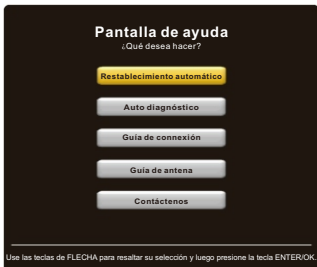 Pantalla de ayuda
¿Qué desea hacer?
Restablecimiento automático
Auto diagnóstico
Guía de connexión
Guía de antena
Contáctenos
Use las teclas de FLECHA para resaltar su selección y luego presione la tecla ENTER/OK.